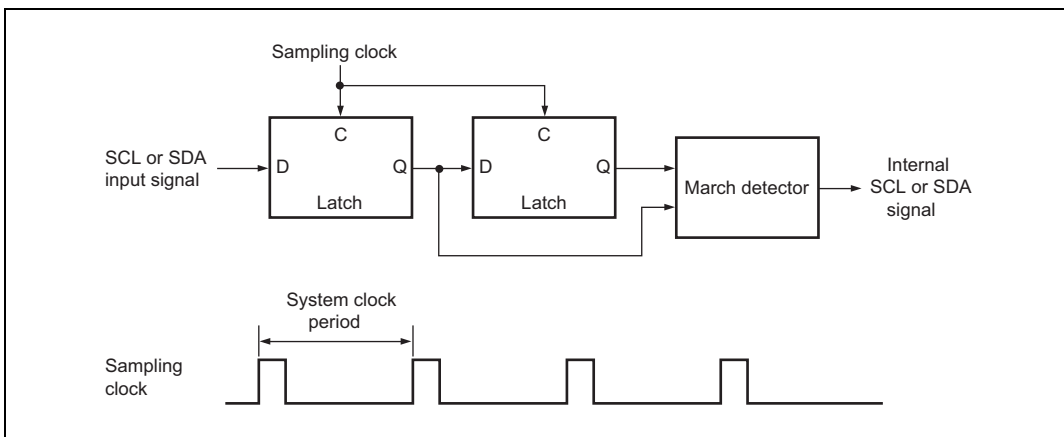 Sampling clock
SCL or SDA
input signal
C
D
Q
Latch
C
D
Q
Latch
March detector
Internal
SCL or SDA
signal
System clock
period
Sampling
clock